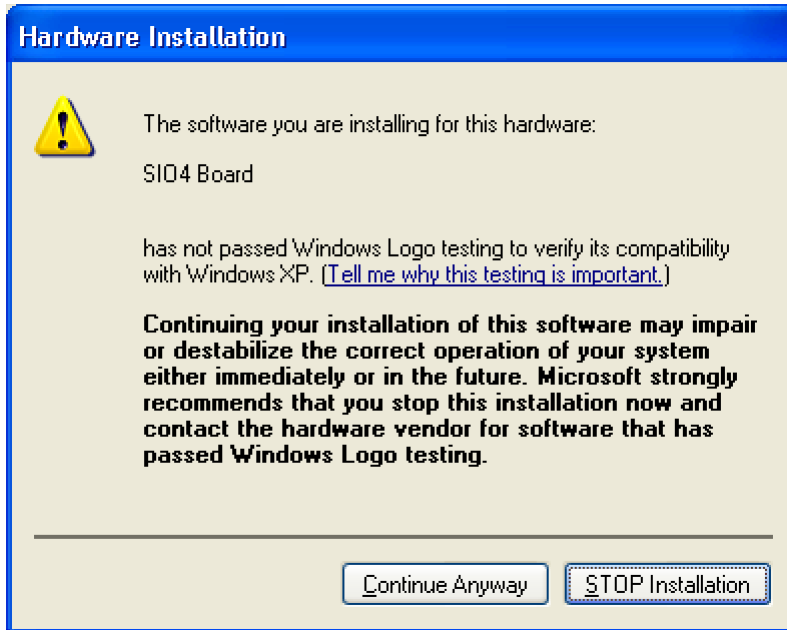 Hardware Installation
The software you are installing for this hardware:
SIO4 Board
has not passed Windows Logo testing to verify its compatibility
with Windows XP. (Tell me why this testing is important.)
Continuing your installation of this software may impair
or destabilize the correct operation of your system
either immediately or in the future. Microsoft strongly
recommends that you stop this installation now and
contact the hardware vendor for software that has
passed Windows Logo testing.
Continue Anyway
STOP Installation